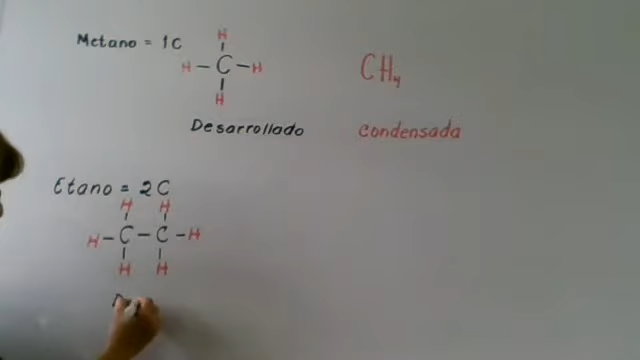 Metano = 1C
H
H - C - H
H
CH4
Desarrollado
condensada
Etano = 2C
H H
H - C - C - H
H H